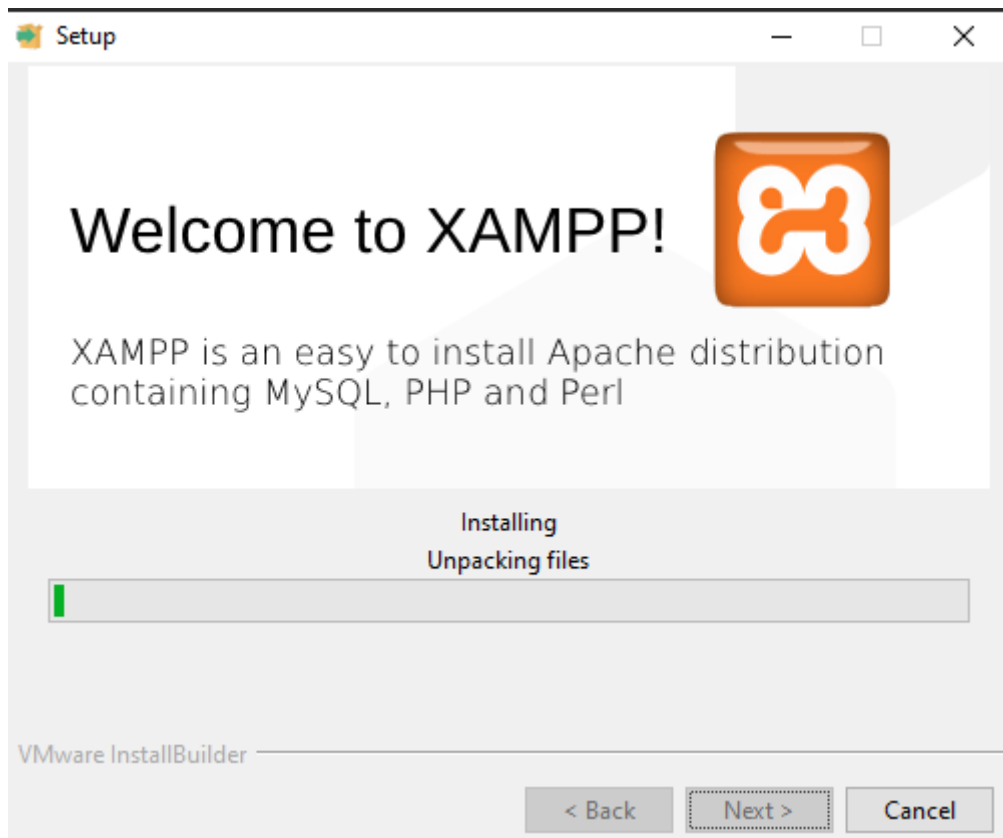 Setup
Welcome to XAMPP!
XAMPP is an easy to install Apache distribution
containing MySQL, PHP and Perl
Installing
Unpacking files
VMware InstallBuilder
< Back
Next >
Cancel